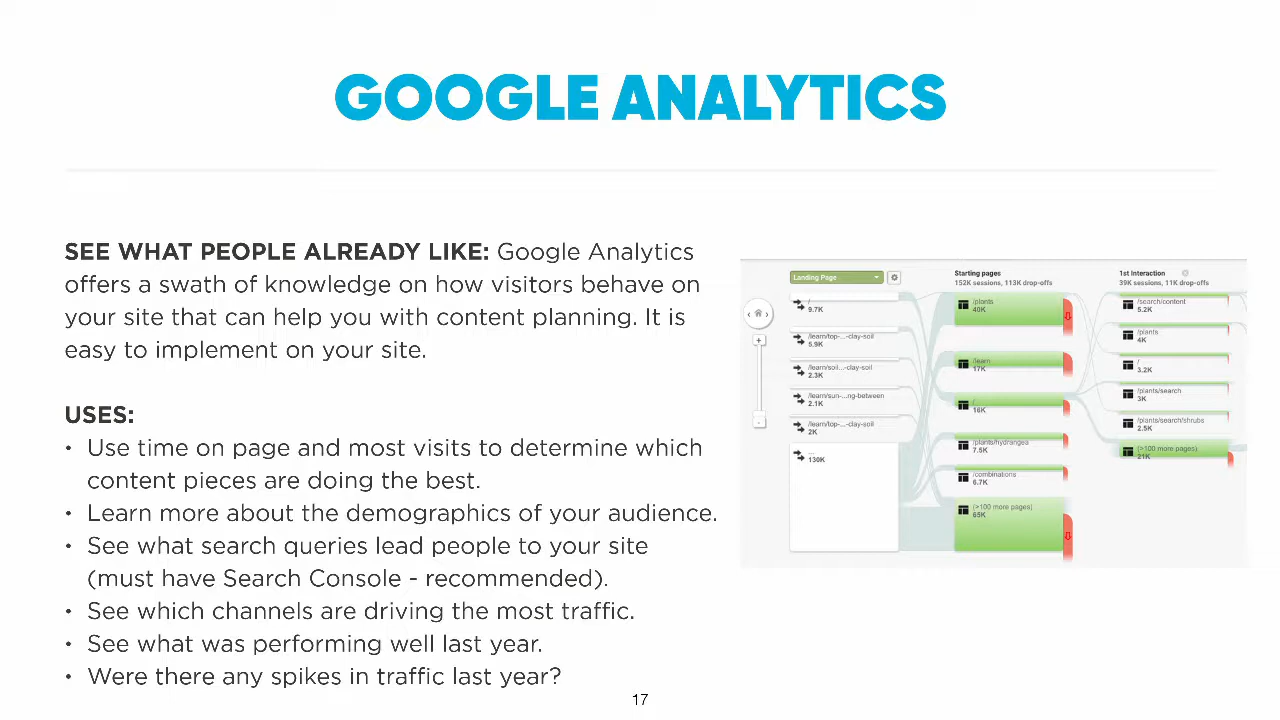 GOOGLE ANALYTICS
SEE WHAT PEOPLE ALREADY LIKE: Google Analytics
offers a swath of knowledge on how visitors behave on
your site that can help you with content planning. It is
easy to implement on your site.
USES:
• Use time on page and most visits to determine which
content pieces are doing the best.
• Learn more about the demographics of your audience.
• See what search queries lead people to your site
(must have Search Console - recommended).
• See which channels are driving the most traffic.
• See what was performing well last year.
• Were there any spikes in traffic last year?
Landing Page
/
9.7K
/learn/top-...-clay-soil
5.9K
/learn/soil...-clay-soil
2.3K
/learn/sun-...ng-between
2.1K
/learn/top-...-clay-soil
2K
...
130K
Starting pages
152K sessions, 113K drop-offs
/plants
40K
/learn
17K
/
16K
/plants/hydrangea
7.5K
/combinations
6.7K
(>100 more pages)
65K
1st Interaction
39K sessions, 11K drop-offs
/search/content
5.2K
/plants
4K
/
3.2K
/plants/search
3K
/plants/search/shrubs
2.5K
(>100 more pages)
21K
17